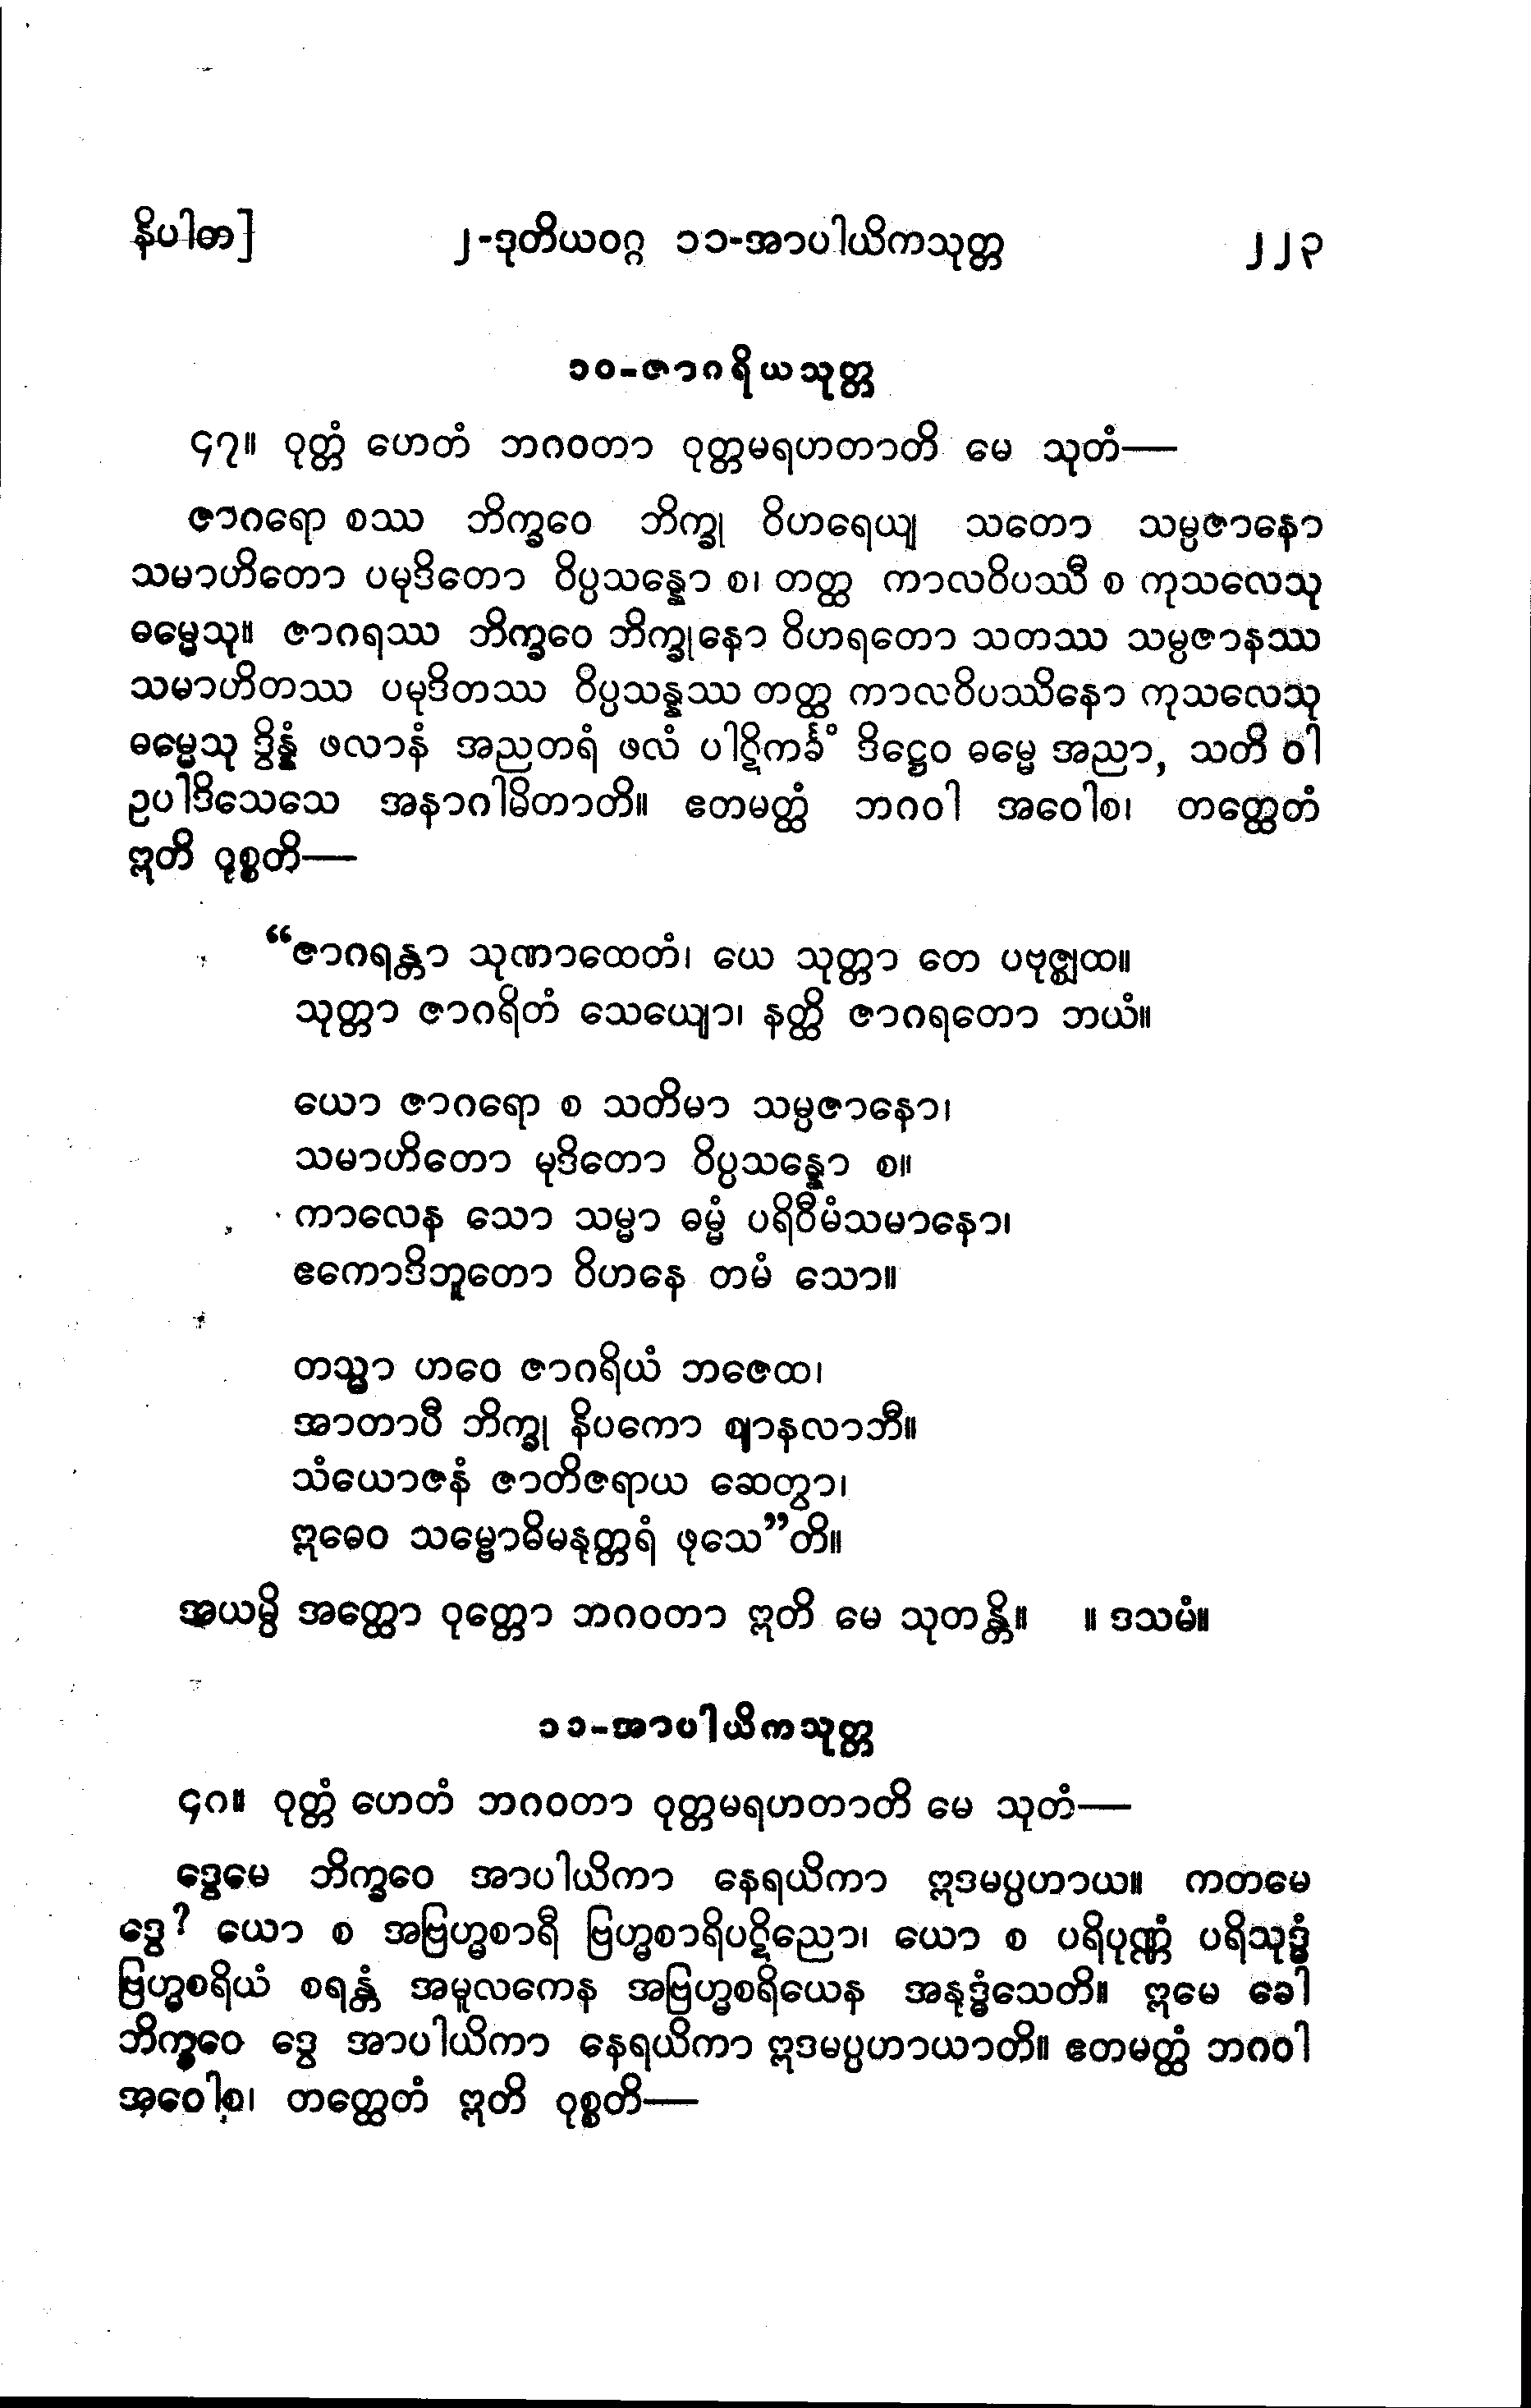 နိပါတ]
၂-ဒုတိယဝဂ္ဂ ၁၁-အာပါယိကသုတ္တ
၂၂၃
၁၀-ဇာဂရိယသုတ္တ
၄၇။ ဝုတ္တံ ဟေတံ ဘဂဝတာ ဝုတ္တမရဟတာတိ မေ သုတံ—
ဇာဂရော စဿ ဘိက္ခဝေ ဘိက္ခု ဝိဟရေယျ သတော သမ္ပဇာနော
သမာဟိတော ပမုဒိတော ဝိပ္ပသန္နော စ၊ တတ္ထ ကာလဝိပဿီ စ ကုသလေသု
ဓမ္မေသု။ ဇာဂရဿ ဘိက္ခဝေ ဘိက္ခုနော ဝိဟရတော သတဿ သမ္ပဇာနဿ
သမာဟိတဿ ပမုဒိတဿ ဝိပ္ပသန္နဿ တတ္ထ ကာလဝိပဿိနော ကုသလေသု
ဓမ္မေသု ဒွိန္နံ ဖလာနံ အညတရံ ဖလံ ပါဋိကင်္ခံ ဒိဋ္ဌေဝ ဓမ္မေ အညာ, သတိ ဝါ
ဥပါဒိသေသေ အနာဂါမိတာတိ။ ဧတမတ္ထံ ဘဂဝါ အဝေါစ၊ တတ္ထေတံ
ဣတိ ဝုစ္စတိ—
“ဇာဂရန္တာ သုဏာထေတံ၊ ယေ သုတ္တာ တေ ပဗုဇ္ဈထ။
သုတ္တာ ဇာဂရိတံ သေယျော၊ နတ္ထိ ဇာဂရတော ဘယံ။
ယော ဇာဂရော စ သတိမာ သမ္ပဇာနော၊
သမာဟိတော မုဒိတော ဝိပ္ပသန္နော စ။
ကာလေန သော သမ္မာ ဓမ္မံ ပရိဝီမံသမာနော၊
ဧကောဒိဘူတော ဝိဟနေ တမံ သော။
တသ္မာ ဟဝေ ဇာဂရိယံ ဘဇေထ၊
အာတာပီ ဘိက္ခု နိပကော ဈာနလာဘီ။
သံယောဇနံ ဇာတိဇရာယ ဆေတွာ၊
ဣဓေဝ သမ္ဗောဓိမနုတ္တရံ ဖုသေ”တိ။
အယမ္ပိ အတ္ထော ဝုတ္တော ဘဂဝတာ ဣတိ မေ သုတန္တိ။ ။ ဒသမံ။
၁၁-အာပါယိကသုတ္တ
၄၈။ ဝုတ္တံ ဟေတံ ဘဂဝတာ ဝုတ္တမရဟတာတိ မေ သုတံ—
ဒွေမေ ဘိက္ခဝေ အာပါယိကာ နေရယိကာ ဣဒမပ္ပဟာယ။ ကတမေ
ဒွေ? ယော စ အဗြဟ္မစာရီ ဗြဟ္မစာရိပဋိညော၊ ယော စ ပရိပုဏ္ဏံ ပရိသုဒ္ဓံ
ဗြဟ္မစရိယံ စရန္တံ အမူလကေန အဗြဟ္မစရိယေန အနုဒ္ဓံသေတိ။ ဣမေ ခေါ
ဘိက္ခဝေ ဒွေ အာပါယိကာ နေရယိကာ ဣဒမပ္ပဟာယာတိ။ ဧတမတ္ထံ ဘဂဝါ
အဝေါစ၊ တတ္ထေတံ ဣတိ ဝုစ္စတိ—